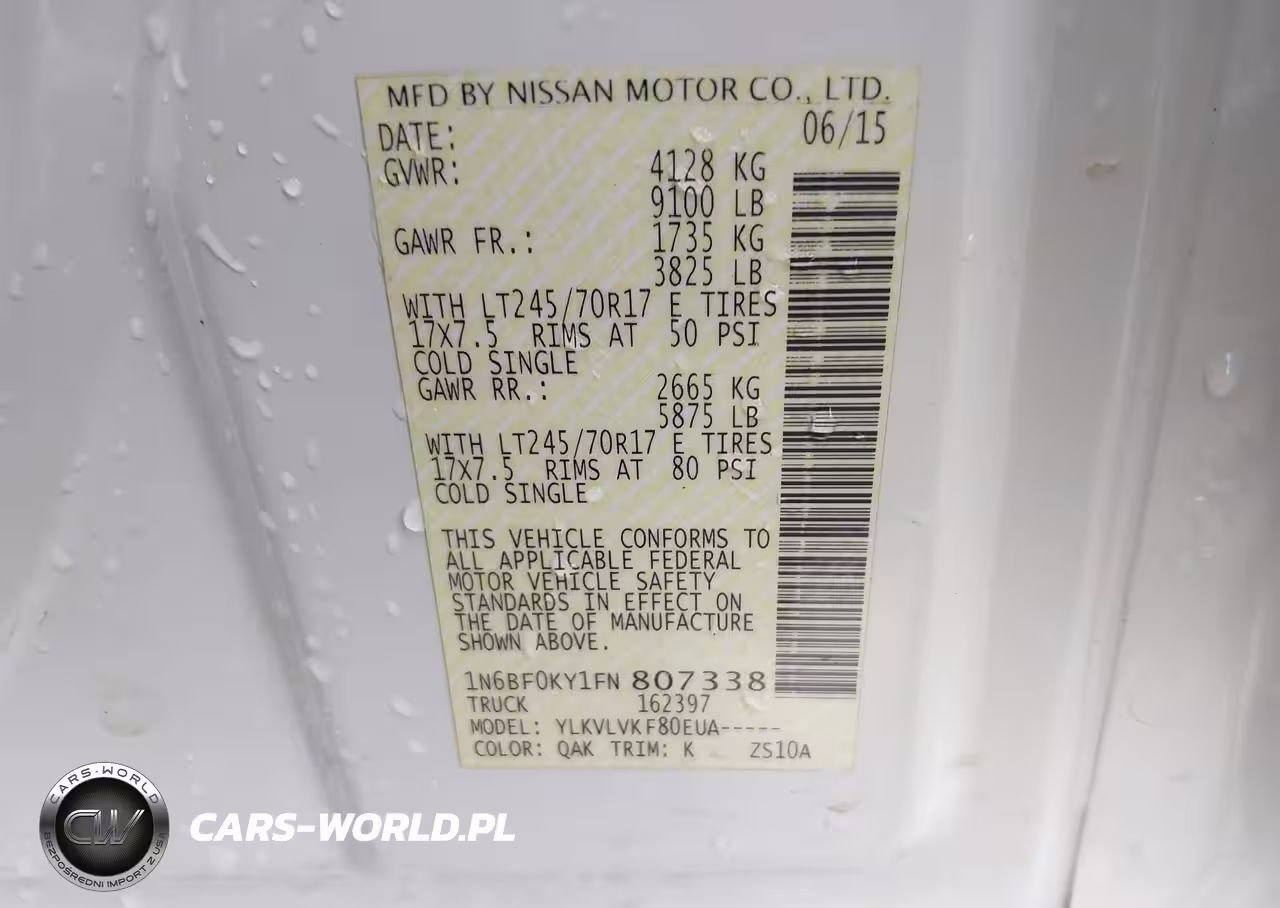 MFD BY NISSAN MOTOR CO., LTD.
DATE: 06/15
GVWR: 4128 KG
9100 LB
GAWR FR.: 1735 KG
3825 LB
WITH LT245/70R17 E TIRES
17X7.5 RIMS AT 50 PSI
COLD SINGLE
GAWR RR.: 2665 KG
5875 LB
WITH LT245/70R17 E TIRES
17X7.5 RIMS AT 80 PSI
COLD SINGLE
THIS VEHICLE CONFORMS TO
ALL APPLICABLE FEDERAL
MOTOR VEHICLE SAFETY
STANDARDS IN EFFECT ON
THE DATE OF MANUFACTURE
SHOWN ABOVE.
1N6BF0KY1FN 807338
TRUCK 162397
MODEL: YLKVLVKF80EUA-----
COLOR: QAK TRIM: K ZS10A
CARS-WORLD
CW
BEZPOŚREDNI IMPORT Z USA
CARS-WORLD.PL